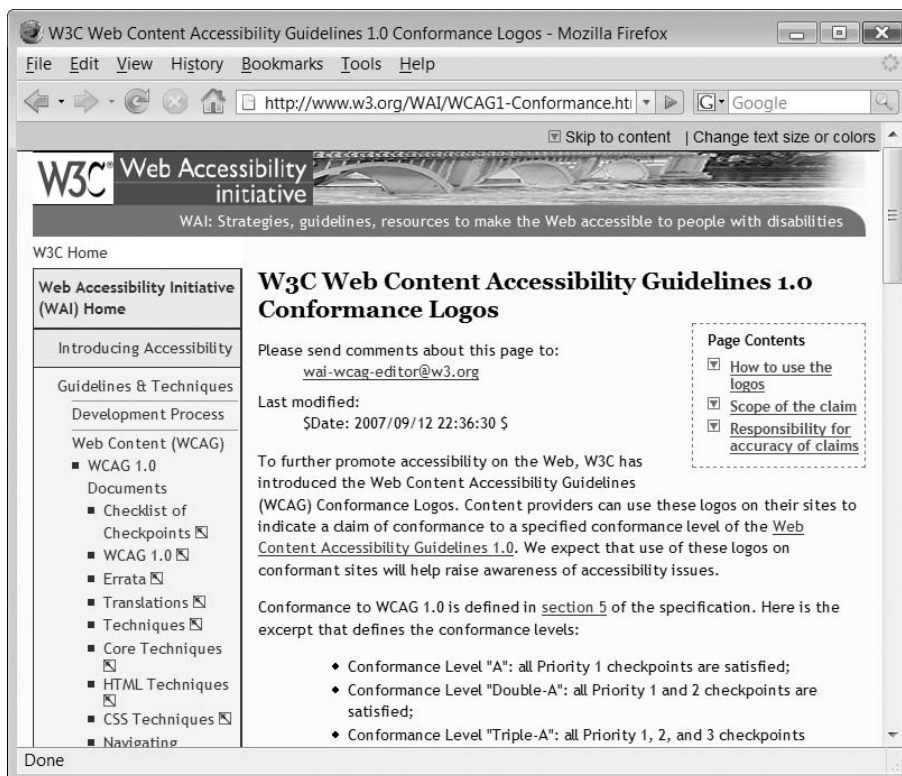 W3C Web Content Accessibility Guidelines 1.0 Conformance Logos - Mozilla Firefox
File Edit View History Bookmarks Tools Help
http://www.w3.org/WAI/WCAG1-Conformance.ht
G Google
Skip to content | Change text size or colors
W3C® Web Accessibility
initiative
WAI: Strategies, guidelines, resources to make the Web accessible to people with disabilities
W3C Home
Web Accessibility Initiative
(WAI) Home
Introducing Accessibility
Guidelines & Techniques
Development Process
Web Content (WCAG)
■ WCAG 1.0
Documents
■ Checklist of
Checkpoints
■ WCAG 1.0
■ Errata
■ Translations
■ Techniques
■ Core Techniques
■ HTML Techniques
■ CSS Techniques
■ Navigating
W3C Web Content Accessibility Guidelines 1.0
Conformance Logos
Please send comments about this page to:
wai-wcag-editor@w3.org
Last modified:
$Date: 2007/09/12 22:36:30 $
Page Contents
How to use the
logos
Scope of the claim
Responsibility for
accuracy of claims
To further promote accessibility on the Web, W3C has
introduced the Web Content Accessibility Guidelines
(WCAG) Conformance Logos. Content providers can use these logos on their sites to
indicate a claim of conformance to a specified conformance level of the Web
Content Accessibility Guidelines 1.0. We expect that use of these logos on
conformant sites will help raise awareness of accessibility issues.
Conformance to WCAG 1.0 is defined in section 5 of the specification. Here is the
excerpt that defines the conformance levels:
• Conformance Level "A": all Priority 1 checkpoints are satisfied;
• Conformance Level "Double-A": all Priority 1 and 2 checkpoints are
satisfied;
• Conformance Level "Triple-A": all Priority 1, 2, and 3 checkpoints
Done